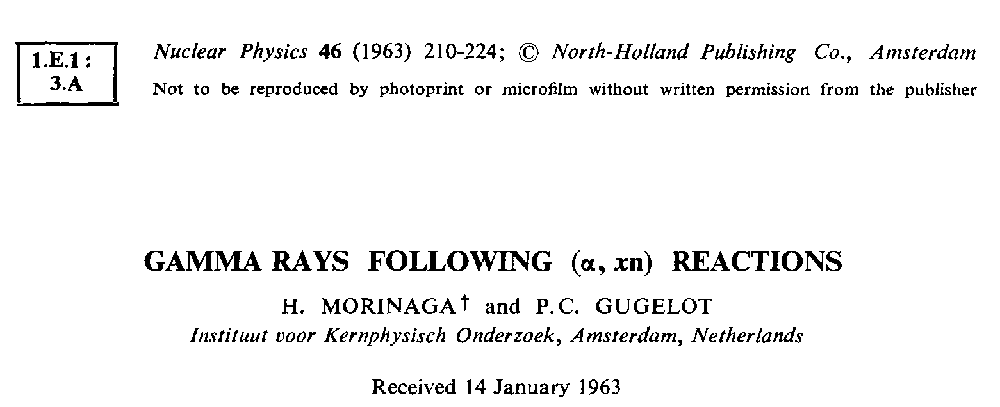 1.E.1:
3.A
Nuclear Physics 46 (1963) 210-224; © North-Holland Publishing Co., Amsterdam
Not to be reproduced by photoprint or microfilm without written permission from the publisher
GAMMA RAYS FOLLOWING (α, xn) REACTIONS
H. MORINAGA† and P.C. GUGELOT
Instituut voor Kernphysisch Onderzoek, Amsterdam, Netherlands
Received 14 January 1963